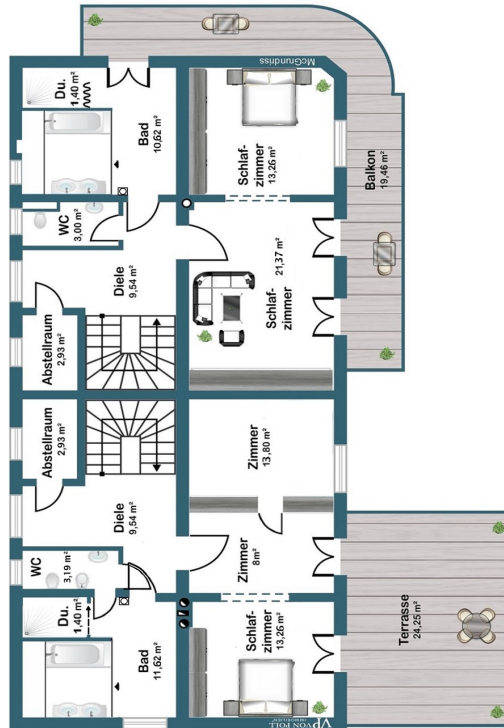 Du.
1,40 m²
Bad
10,62 m²
WC
3,00 m²
Diele
9,54 m²
Abstellraum
2,93 m²
McGrundriss
Schlaf-
zimmer
13,26 m²
21,37 m²
Schlaf-
zimmer
Balkon
19,46 m²
Abstellraum
2,93 m²
Diele
9,54 m²
WC
3,19 m²
Du.
1,40 m²
Bad
11,62 m²
Zimmer
13,80 m²
Zimmer
8m²
Schlaf-
zimmer
13,26 m²
Terrasse
24,25 m²
VP VON POLL
IMMOBILIEN